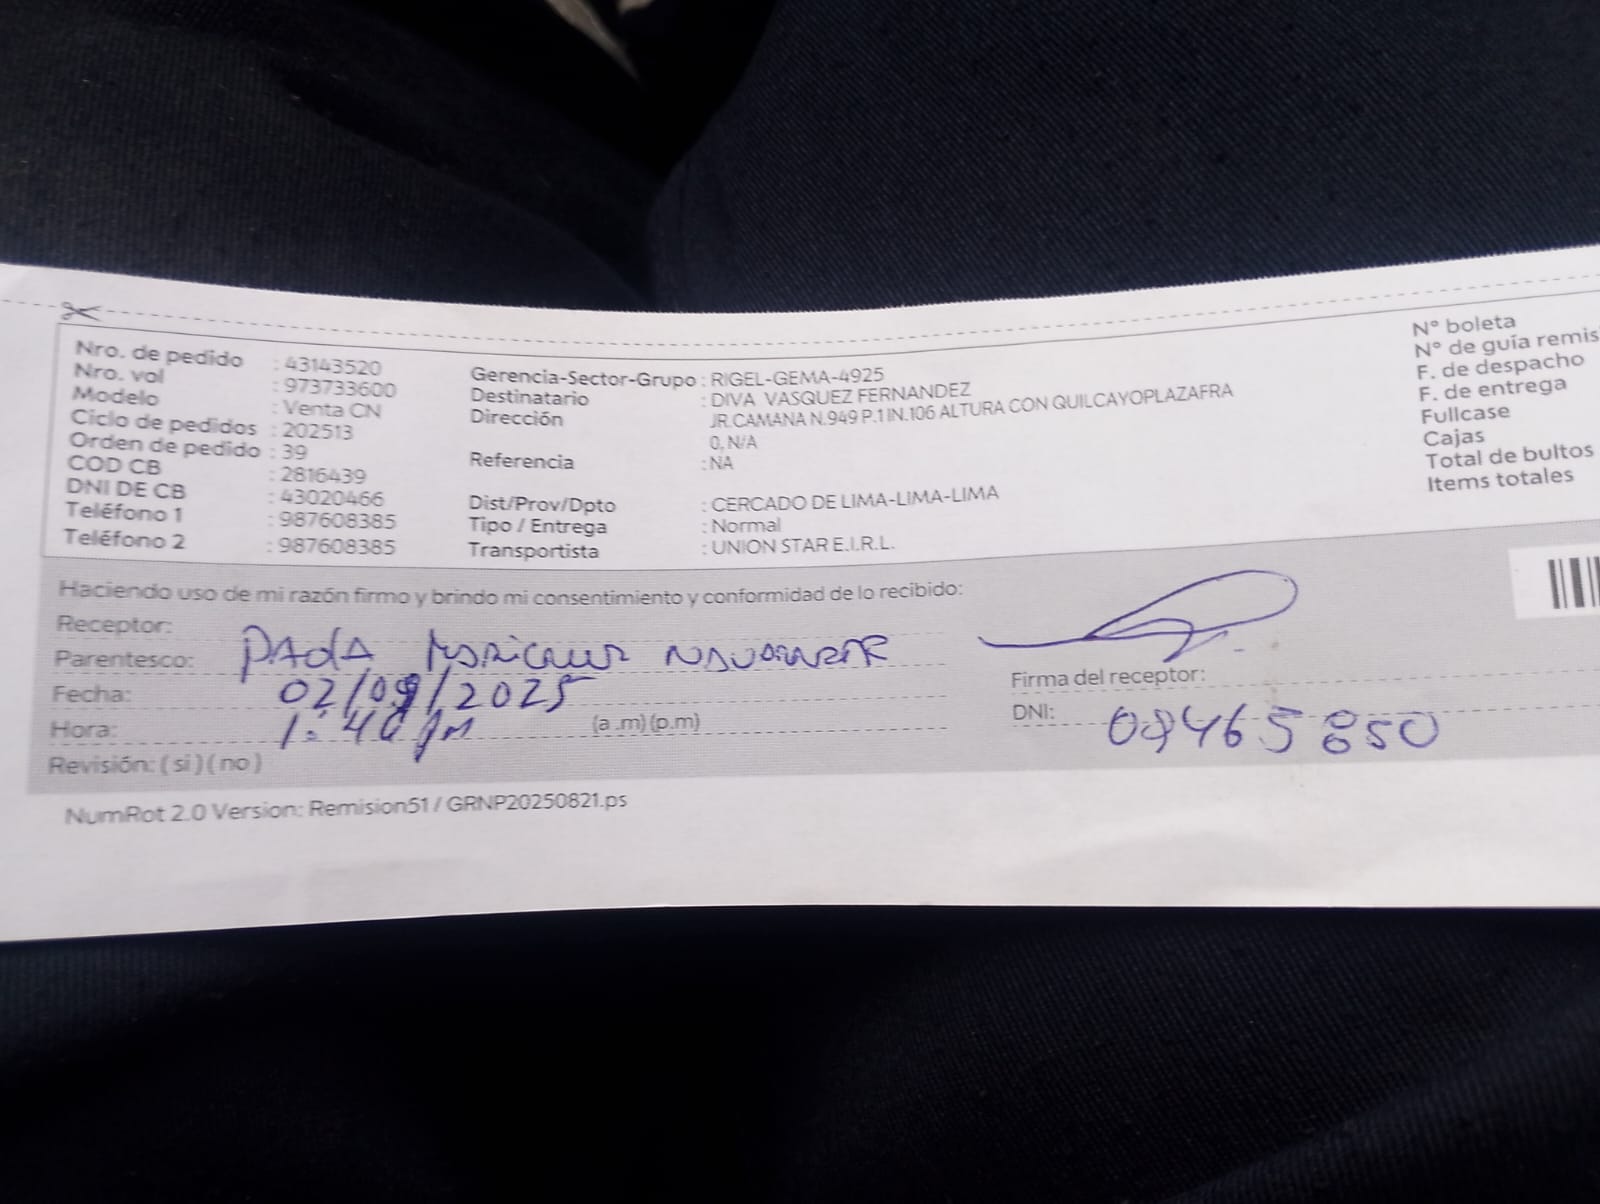 Nro. de pedido : 43143520
Nro. vol : 973733600
Modelo : Venta CN
Ciclo de pedidos : 202513
Orden de pedido : 39
COD CB : 2816439
DNI DE CB : 43020466
Teléfono 1 : 987608385
Teléfono 2 : 987608385
Gerencia-Sector-Grupo : RIGEL-GEMA-4925
Destinatario : DIVA VASQUEZ FERNANDEZ
Dirección JR.CAMANA N.949 P.1 IN.106 ALTURA CON QUILCAYOPLAZAFRA
0, N/A
Referencia : NA
Dist/Prov/Dpto : CERCADO DE LIMA-LIMA-LIMA
Tipo / Entrega : Normal
Transportista : UNION STAR E.I.R.L.
N° boleta
N° de guía remis
F. de despacho
F. de entrega
Fullcase
Cajas
Total de bultos
Items totales
Haciendo uso de mi razón firmo y brindo mi consentimiento y conformidad de lo recibido:
Receptor:
Parentesco:
Fecha: 02/09/2025
Hora: 1:40 pm (a .m) (p.m)
Revisión: ( si ) ( no )
Firma del receptor:
DNI:
NumRot 2.0 Version: Remision51 / GRNP20250821.ps